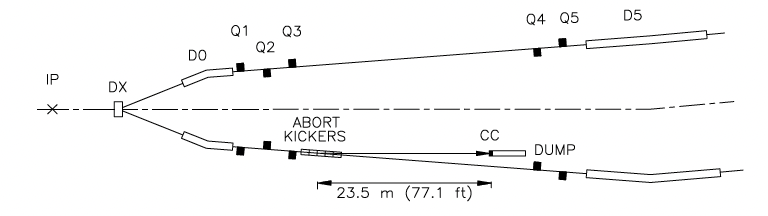 Q1
Q2
Q3
Q4
Q5
D5
D0
IP
DX
ABORT
KICKERS
CC
DUMP
23.5 m (77.1 ft)